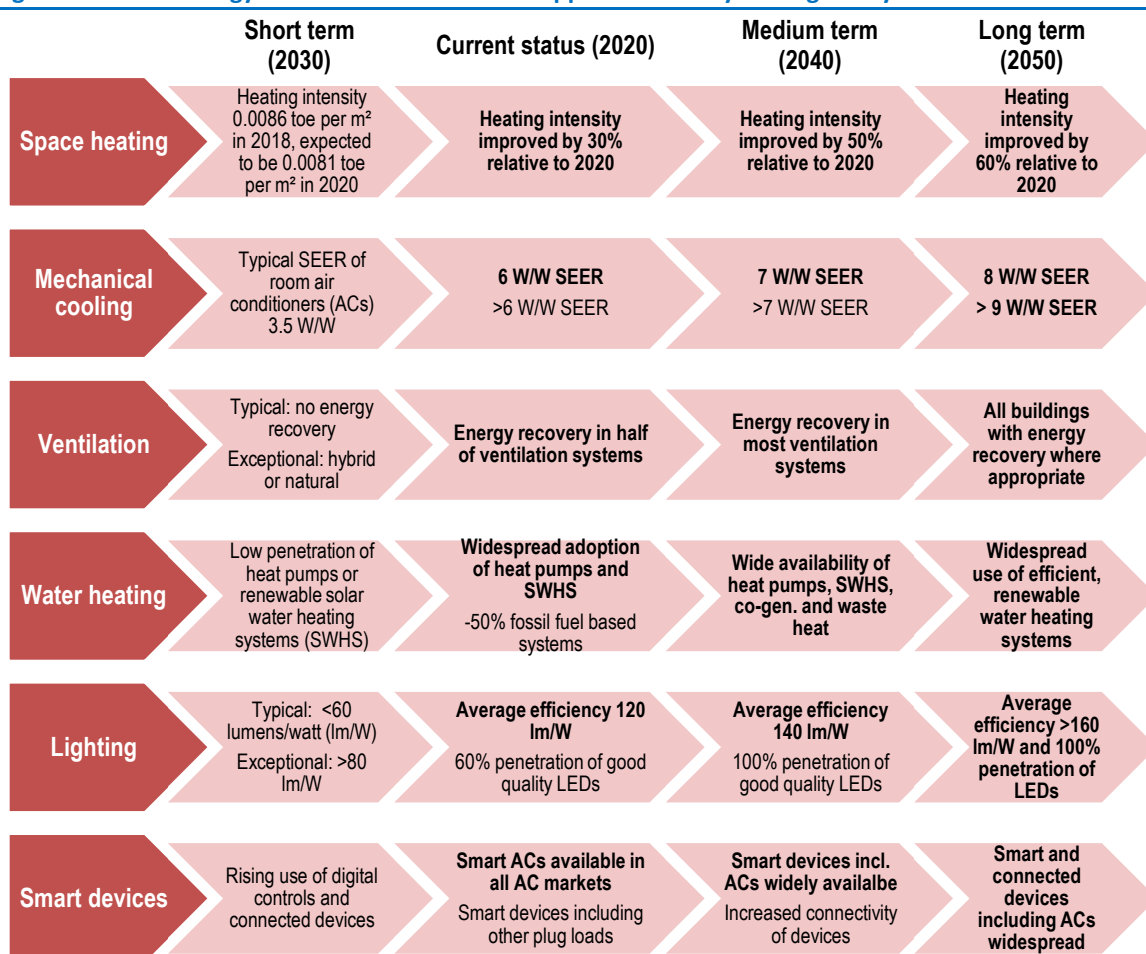 Short term
(2030)
Current status (2020)
Medium term
(2040)
Long term
(2050)
Space heating
Heating intensity
0.0086 toe per m²
in 2018, expected
to be 0.0081 toe
per m² in 2020
Heating intensity
improved by 30%
relative to 2020
Heating intensity
improved by 50%
relative to 2020
Heating
intensity
improved by
60% relative to
2020
Mechanical
cooling
Typical SEER of
room air
conditioners (ACs)
3.5 W/W
6 W/W SEER
>6 W/W SEER
7 W/W SEER
>7 W/W SEER
8 W/W SEER
> 9 W/W SEER
Ventilation
Typical: no energy
recovery
Exceptional: hybrid
or natural
Energy recovery in half
of ventilation systems
Energy recovery in
most ventilation
systems
All buildings
with energy
recovery where
appropriate
Water heating
Low penetration of
heat pumps or
renewable solar
water heating
systems (SWHS)
Widespread adoption
of heat pumps and
SWHS
-50% fossil fuel based
systems
Wide availability of
heat pumps, SWHS,
co-gen. and waste
heat
Widespread
use of efficient,
renewable
water heating
systems
Lighting
Typical: <60
lumens/watt (lm/W)
Exceptional: >80
lm/W
Average efficiency 120
lm/W
60% penetration of good
quality LEDs
Average efficiency
140 lm/W
100% penetration of
good quality LEDs
Average
efficiency >160
lm/W and 100%
penetration of
LEDs
Smart devices
Rising use of digital
controls and
connected devices
Smart ACs available in
all AC markets
Smart devices including
other plug loads
Smart devices incl.
ACs widely availalbe
Increased connectivity
of devices
Smart and
connected
devices
including ACs
widespread